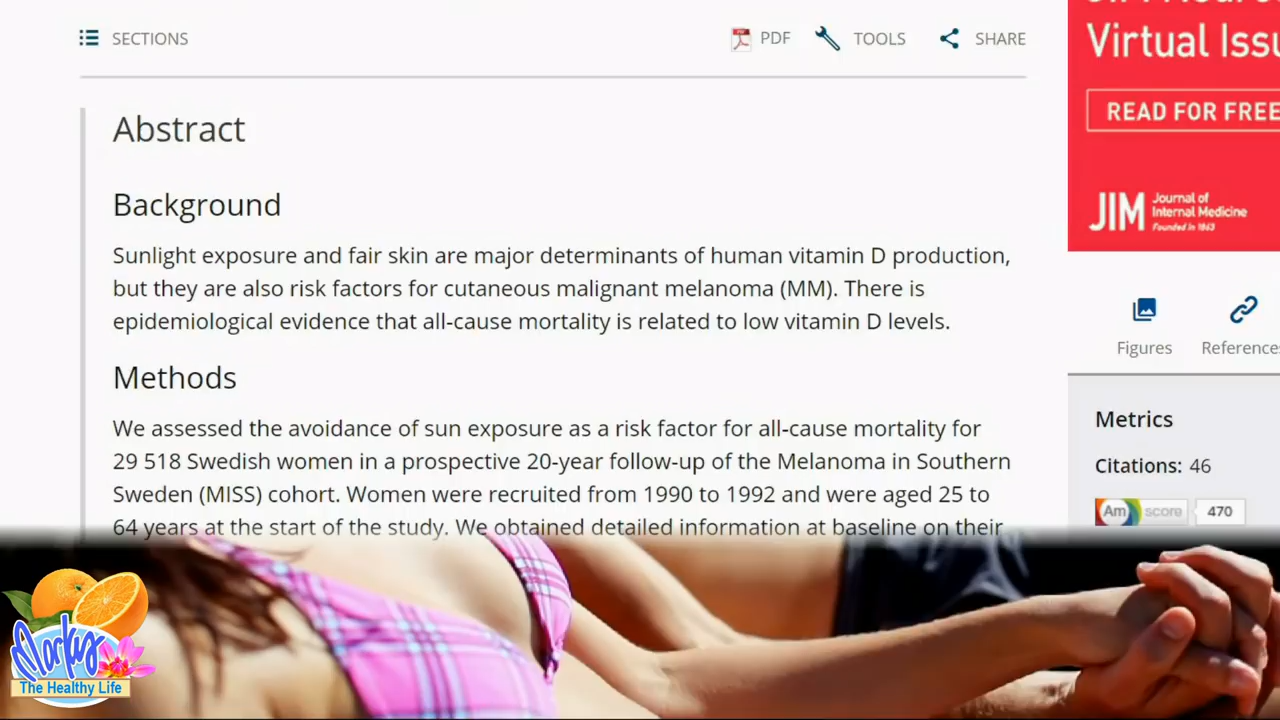 SECTIONS
PDF
TOOLS
SHARE
Virtual Issu
READ FOR FREE
JIM Journal of
Internal Medicine
Founded in 1863
Abstract
Background
Sunlight exposure and fair skin are major determinants of human vitamin D production,
but they are also risk factors for cutaneous malignant melanoma (MM). There is
epidemiological evidence that all-cause mortality is related to low vitamin D levels.
Methods
We assessed the avoidance of sun exposure as a risk factor for all-cause mortality for
29 518 Swedish women in a prospective 20-year follow-up of the Melanoma in Southern
Sweden (MISS) cohort. Women were recruited from 1990 to 1992 and were aged 25 to
64 years at the start of the study. We obtained detailed information at baseline on their
Figures
Reference
Metrics
Citations: 46
Am score 470
The Healthy Life